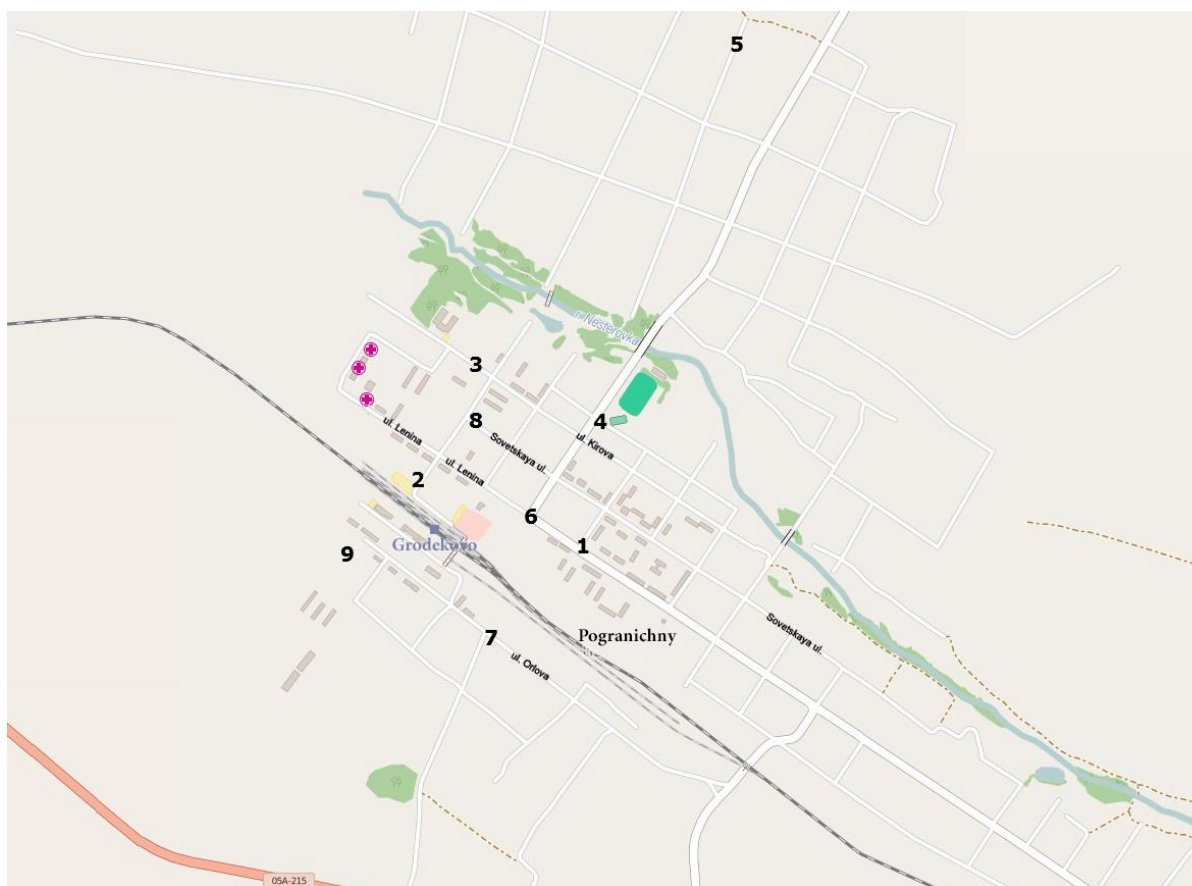 5
r. Nesterovka
3
8
4
ul. Lenina
Sovetskaya ul.
ul. Kirova
ul. Lenina
2
6
Grodekovo
1
9
7
Pogranichny
Sovetskaya ul.
ul. Orlova
05A-215